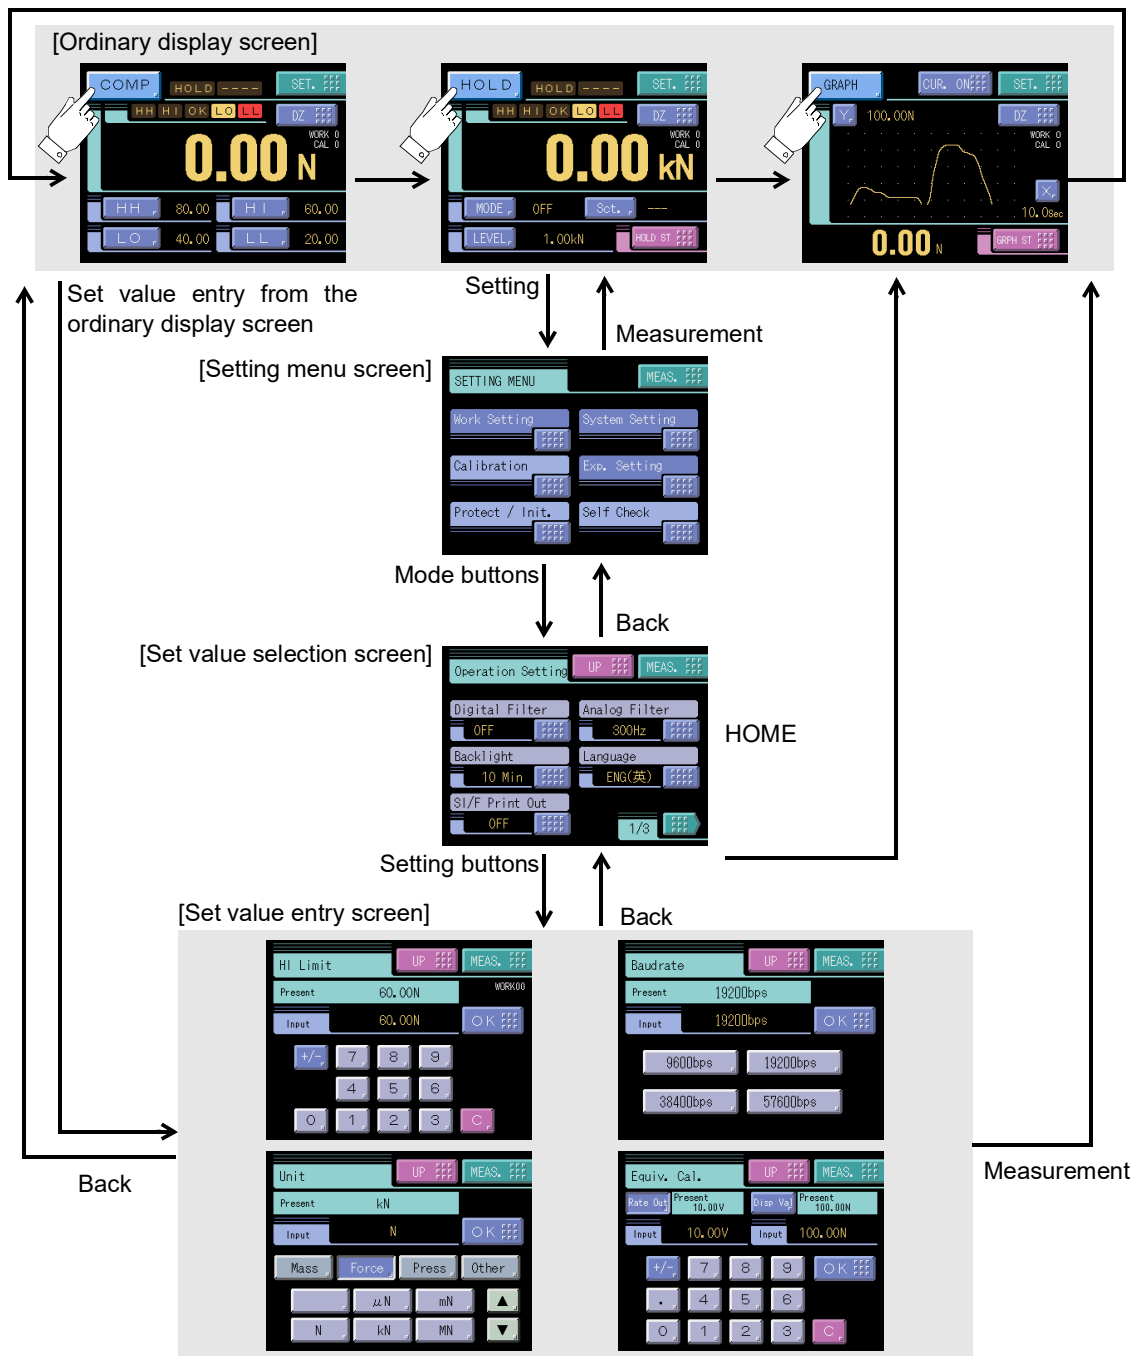 [Ordinary display screen]
COMP HOLD ---- SET.
HH HI OK LO LL DZ
WORK 0
CAL 0
0.00 N
HH 80.00 HI 60.00
LO 40.00 LL 20.00
HOLD HOLD ---- SET.
HH HI OK LO LL DZ
WORK 0
CAL 0
0.00 kN
MODE OFF Sct. ---
LEVEL 1.00kN HOLD ST
GRAPH CUR. ON SET.
Y 100.00N DZ
WORK 0
CAL 0
X
10.0sec
0.00 N GRPH ST
Set value entry from the
ordinary display screen
Setting
Measurement
[Setting menu screen]
SETTING MENU MEAS.
Work Setting System Setting
Calibration Exp. Setting
Protect / Init. Self Check
Mode buttons
Back
[Set value selection screen]
Operation Setting UP MEAS.
Digital Filter Analog Filter
OFF 300Hz
Backlight Language
10 Min ENG(英)
SI/F Print Out
OFF 1/3
HOME
Setting buttons
Back
[Set value entry screen]
HI Limit UP MEAS.
Present 60.00N WORK00
Input 60.00N OK
+/- 7 8 9
4 5 6
0 1 2 3 C
Baudrate UP MEAS.
Present 19200bps
Input 19200bps OK
9600bps 19200bps
38400bps 57600bps
Unit UP MEAS.
Present kN
Input N OK
Mass Force Press Other
μN mN ▲
N kN MN ▼
Equiv. Cal. UP MEAS.
Rate Out Present 10.00V Disp Val Present 100.00N
Input 10.00V Input 100.00N
+/- 7 8 9 OK
. 4 5 6
0 1 2 3 C
Back
Measurement